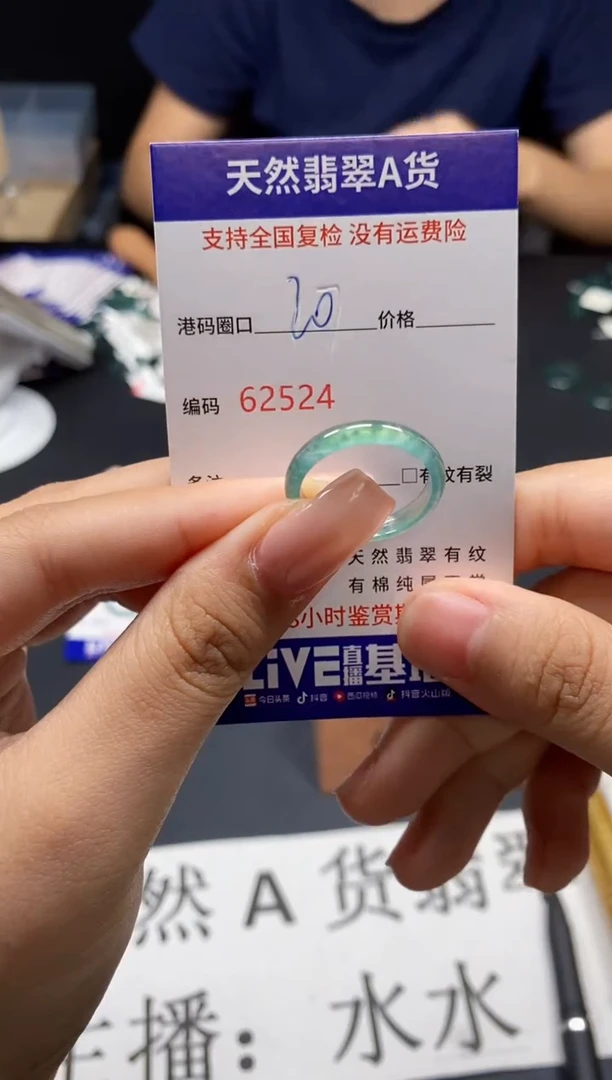 天然翡翠A货
支持全国复检 没有运费险
港码圈口 20 价格
编码 62524
□有纹有裂
天然翡翠有纹
有棉纯属
小时鉴赏期
LIVE直播基地
今日头条 抖音 西瓜视频 抖音火山版
然A货翡翠
主播：水水